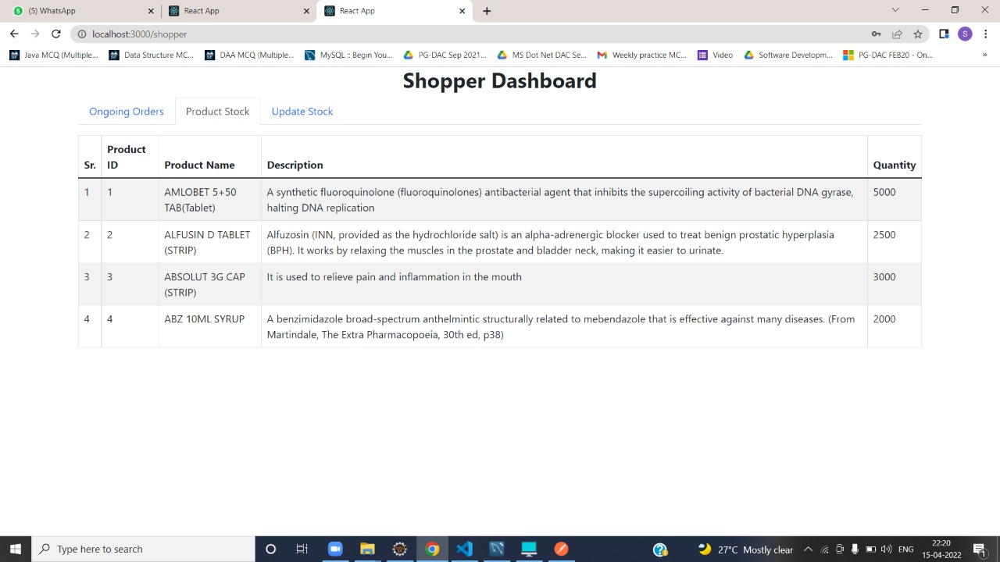 (5) WhatsApp
React App
React App
localhost:3000/shopper
Java MCQ (Multiple...
Data Structure MC...
DAA MCQ (Multiple...
MySQL :: Begin You...
PG-DAC Sep 2021...
MS Dot Net DAC Se...
Weekly practice MC...
Video
Software Developm...
PG-DAC FEB20 - On...
»
Shopper Dashboard
Ongoing Orders
Product Stock
Update Stock
Sr. Product ID Product Name Description Quantity
1 1 AMLOBET 5+50 TAB(Tablet) A synthetic fluoroquinolone (fluoroquinolones) antibacterial agent that inhibits the supercoiling activity of bacterial DNA gyrase, 5000
halting DNA replication
2 2 ALFUSIN D TABLET (STRIP) Alfuzosin (INN, provided as the hydrochloride salt) is an alpha-adrenergic blocker used to treat benign prostatic hyperplasia 2500
(BPH). It works by relaxing the muscles in the prostate and bladder neck, making it easier to urinate.
3 3 ABSOLUT 3G CAP (STRIP) It is used to relieve pain and inflammation in the mouth 3000
4 4 ABZ 10ML SYRUP A benzimidazole broad-spectrum anthelmintic structurally related to mebendazole that is effective against many diseases. (From 2000
Martindale, The Extra Pharmacopoeia, 30th ed, p38)
Type here to search
27°C Mostly clear
ENG
22:20
15-04-2022
1